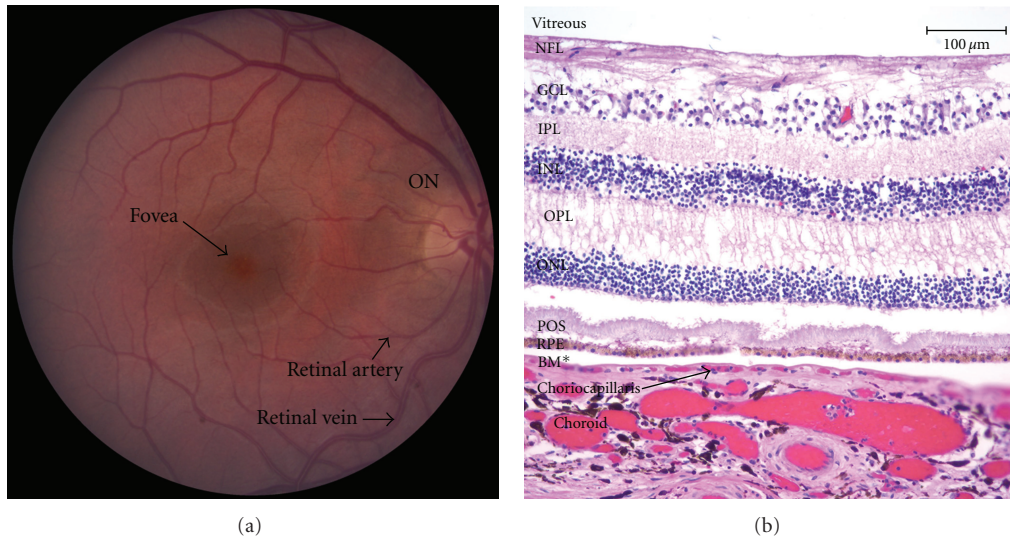 ON
Fovea
Retinal artery
Retinal vein
(a)
Vitreous
NFL
100 µm
GCL
IPL
INL
OPL
ONL
POS
RPE
BM*
Choriocapillaris
Choroid
(b)